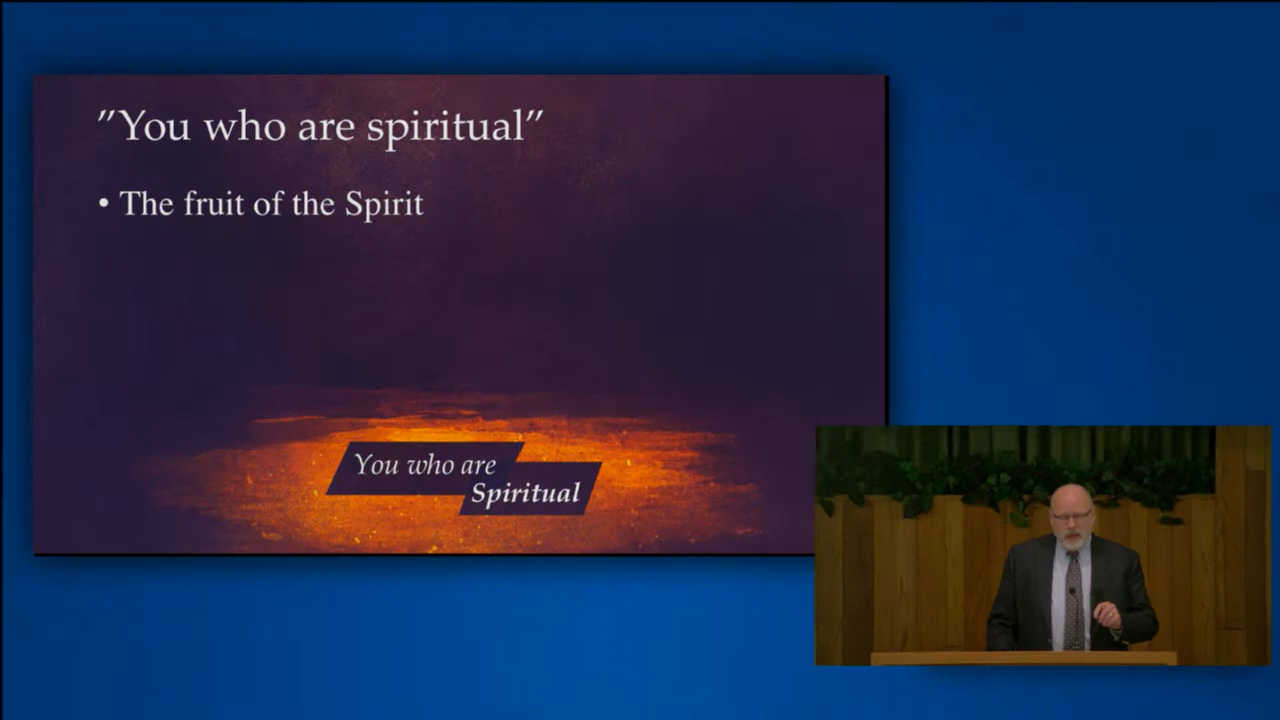 ”You who are spiritual”
• The fruit of the Spirit
You who are
Spiritual